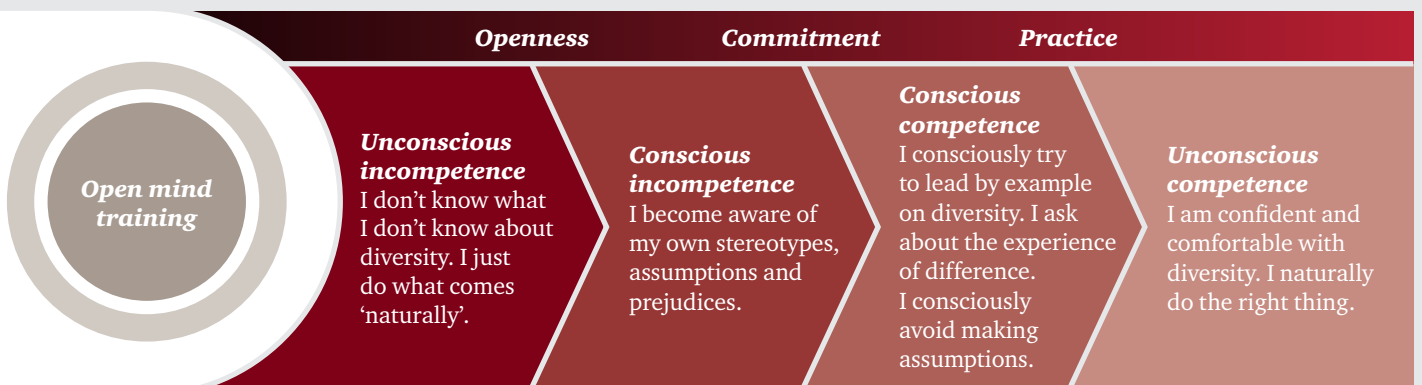 Openness
Commitment
Practice
Open mind
training
Unconscious
incompetence
I don’t know what
I don’t know about
diversity. I just
do what comes
‘naturally’.
Conscious
incompetence
I become aware of
my own stereotypes,
assumptions and
prejudices.
Conscious
competence
I consciously try
to lead by example
on diversity. I ask
about the experience
of difference.
I consciously
avoid making
assumptions.
Unconscious
competence
I am confident and
comfortable with
diversity. I naturally
do the right thing.